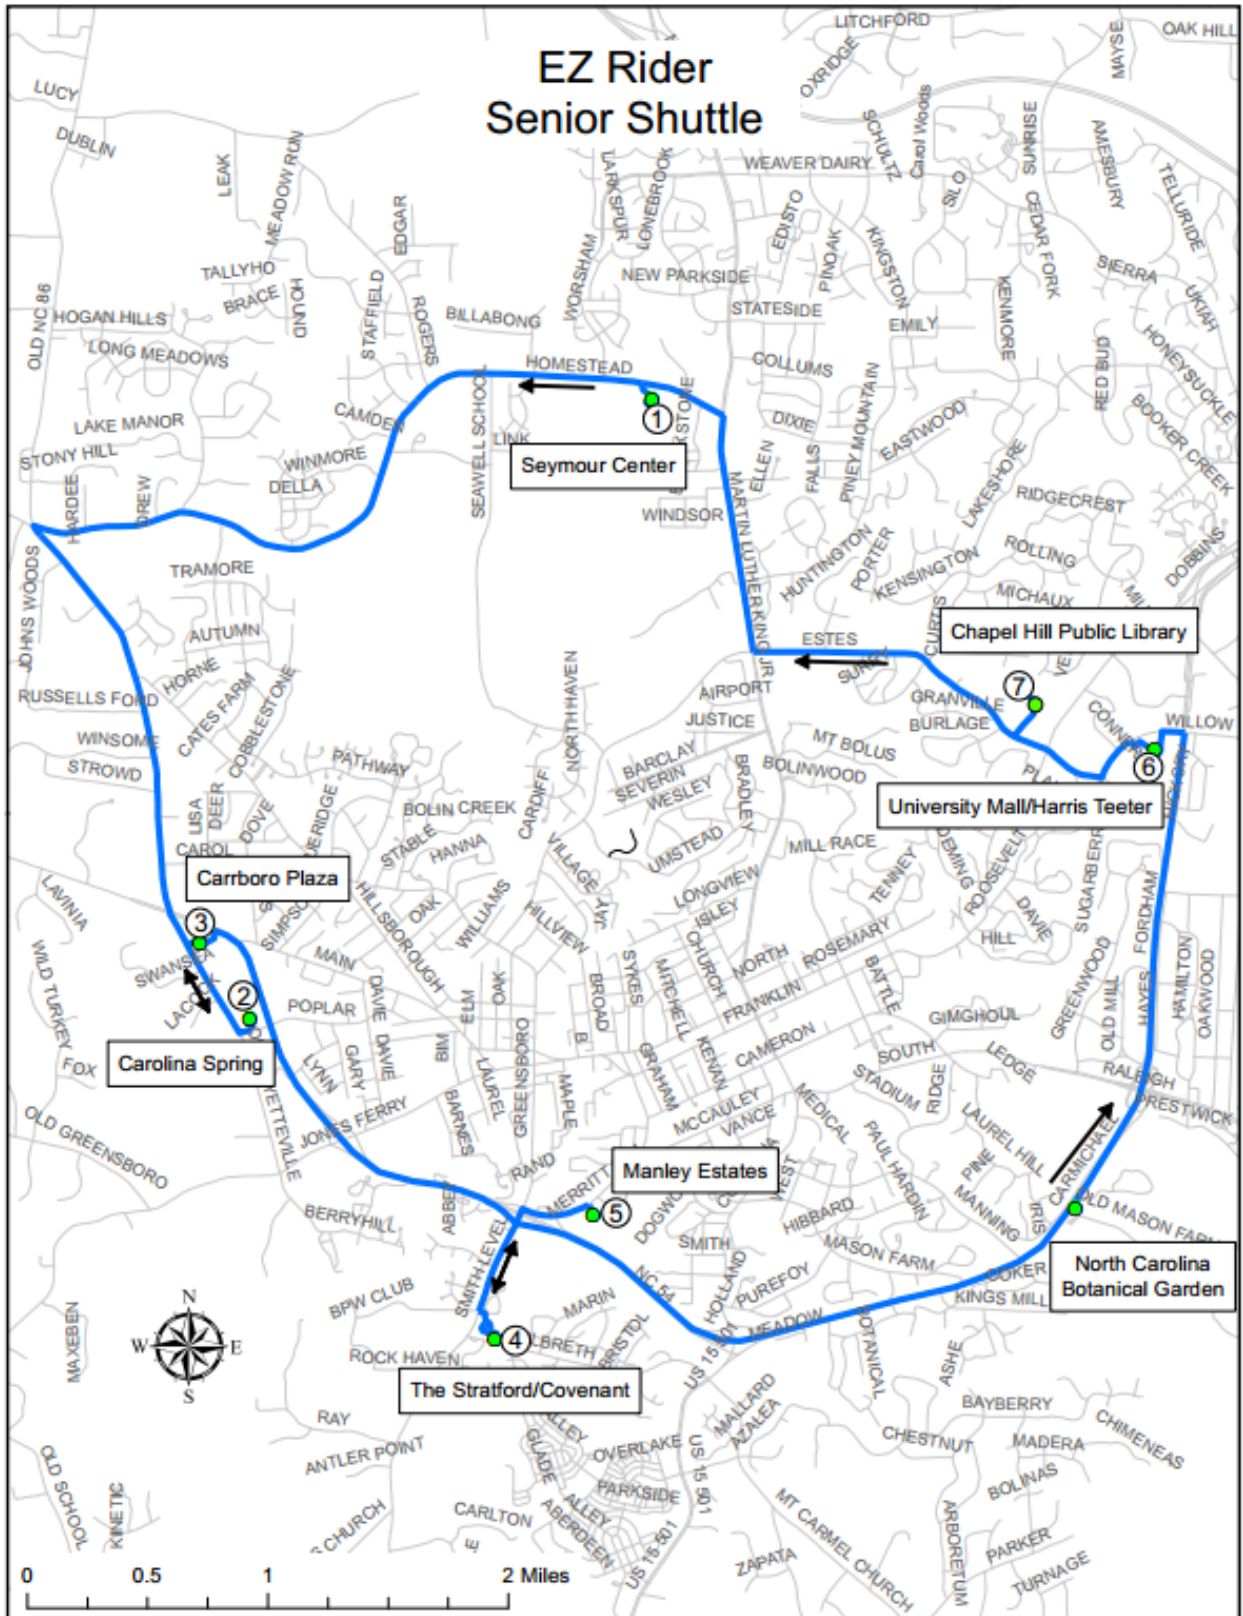 EZ Rider
Senior Shuttle
LITCHFORD
OAK HILL
MAYSE
LUCY
DUBLIN
LEAK
MEADOW RUN
LARKSPUR
LONEBROOK
WEAVER DAIRY
SCHULTZ
Carol Woods
SUNRISE
AMESBURY
SILO
TELLURIDE
EDGAR
EDISTO
PINOAK
KINGSTON
CEDAR FORK
TALLYHO
BRACE
HOUND
STAFFIELD
ROGERS
WORSHAM
NEW PARKSIDE
STATESIDE
SIERRA
UKIAH
OLD NC 86
HOGAN HILLS
LONG MEADOWS
BILLABONG
EMILY
KENMORE
HONEYSUCKLE
HOMESTEAD
COLLUMS
RED BUD
SEAWELL SCHOOL
LAKE MANOR
CAMDEN
1
DIXIE
PINEY MOUNTAIN
EASTWOOD
BOOKER CREEK
STONY HILL
WINMORE
LINK
Seymour Center
ELLEN
FALLS
LAKESHORE
HARDEE
DREW
DELLA
WINDSOR
RIDGECREST
MARTIN LUTHER KING JR
HUNTINGTON
PORTER
KENSINGTON
ROLLING
DOBBINS
JOHNS WOODS
TRAMORE
MICHAUX
AUTUMN
CURTIS
Chapel Hill Public Library
ESTES
SURRY
HORNE
RUSSELLS FORD
CATES FARM
COBBLESTONE
NORTH HAVEN
AIRPORT
GRANVILLE
7
JUSTICE
BURLAGE
CONNER
WILLOW
WINSOME
STROWD
PATHWAY
BARCLAY
SEVERIN
WESLEY
BRADLEY
MT BOLUS
BOLINWOOD
6
LISA
DEER
DOVE
BOLIN CREEK
CARDIFF
University Mall/Harris Teeter
CAROL
STABLE
HANNA
VILLAGE
UMSTEAD
MILL RACE
DEMING
ROOSEVELT
Carrboro Plaza
LAVINIA
SIMPSON
HILLSBOROUGH
OAK
WILLIAMS
HILLVIEW
LONGVIEW
ISLEY
TENNEY
DAVIE
FORDHAM
3
MAIN
CHURCH
NORTH
ROSEMARY
HILL
WILD TURKEY
SWANSEA
SYKES
MITCHELL
FRANKLIN
BATTLE
GREENWOOD
OLD MILL
HAYES
HAMILTON
OAKWOOD
2
POPLAR
DAVIE
ELM
OAK
BROAD
CAMERON
GIMGHOUL
Carolina Spring
LYNN
GARY
DAVIE
BIM
LAUREL
GREENSBORO
MAPLE
GRAHAM
KENAN
SOUTH
LEDGE
RALEIGH
FOX
STADIUM
RIDGE
PRESTWICK
OLD GREENSBORO
JONES FERRY
BARNES
MCCAULEY
VANCE
MEDICAL
LAUREL HILL
CARMICHAEL
RAND
Manley Estates
PAUL HARDIN
PINE
BERRYHILL
ABBEY
MERRITT
5
WEST
HIBBARD
MANNING
IRIS
OLD MASON FARM
SMITH LEVEL
SMITH
MASON FARM
North Carolina
Botanical Garden
NC 54
HOLLAND
PUREFOY
COKER
KINGS MILL
BPW CLUB
MARIN
MEADOW
MAXEBEN
N
W
E
S
4
BRISTOL
US 15 501
BOTANICAL
ASHE
ROCK HAVEN
The Stratford/Covenant
MALLARD
AZALEA
BAYBERRY
RAY
CHIMENEAS
ANTLER POINT
GLADE
OVERLAKE
US 15 501
CHESTNUT
MADERA
OLD SCHOOL
KINETIC
PARKSIDE
BOLINAS
CARLTON
ALLEY
ABERDEEN
MT CARMEL CHURCH
ARBORETUM
PARKER
ZAPATA
TURNAGE
US 15 501
0
0.5
1
2 Miles